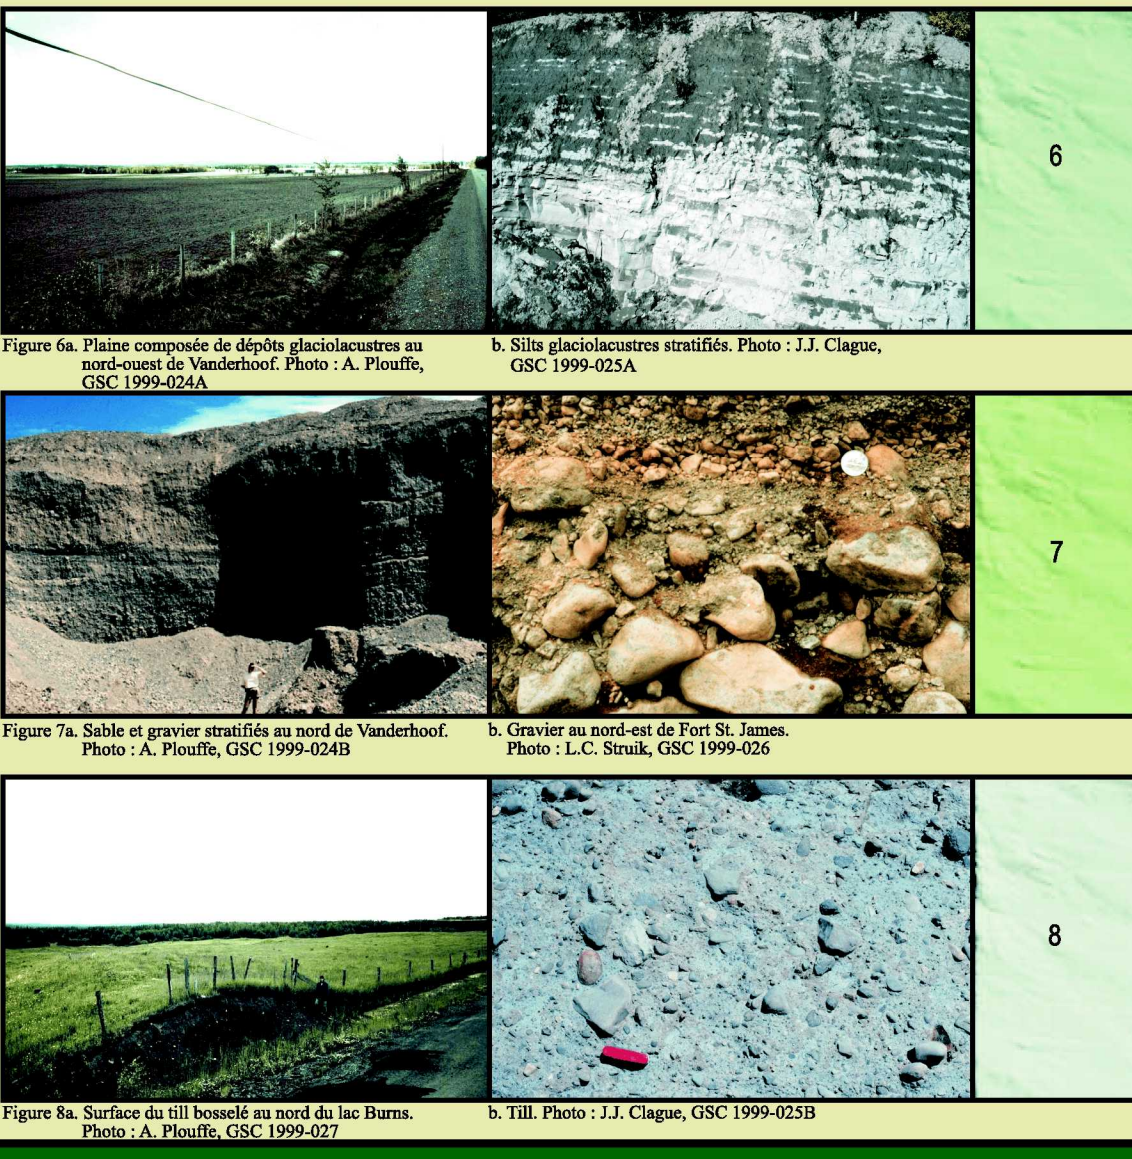 6
Figure 6a. Plaine composée de dépôts glaciolacustres au
nord-ouest de Vanderhoof. Photo : A. Plouffe,
GSC 1999-024A
b. Silts glaciolacustres stratifiés. Photo : J.J. Clague,
GSC 1999-025A
7
Figure 7a. Sable et gravier stratifiés au nord de Vanderhoof.
Photo : A. Plouffe, GSC 1999-024B
b. Gravier au nord-est de Fort St. James.
Photo : L.C. Struik, GSC 1999-026
8
Figure 8a. Surface du till bosselé au nord du lac Burns.
Photo : A. Plouffe, GSC 1999-027
b. Till. Photo : J.J. Clague, GSC 1999-025B